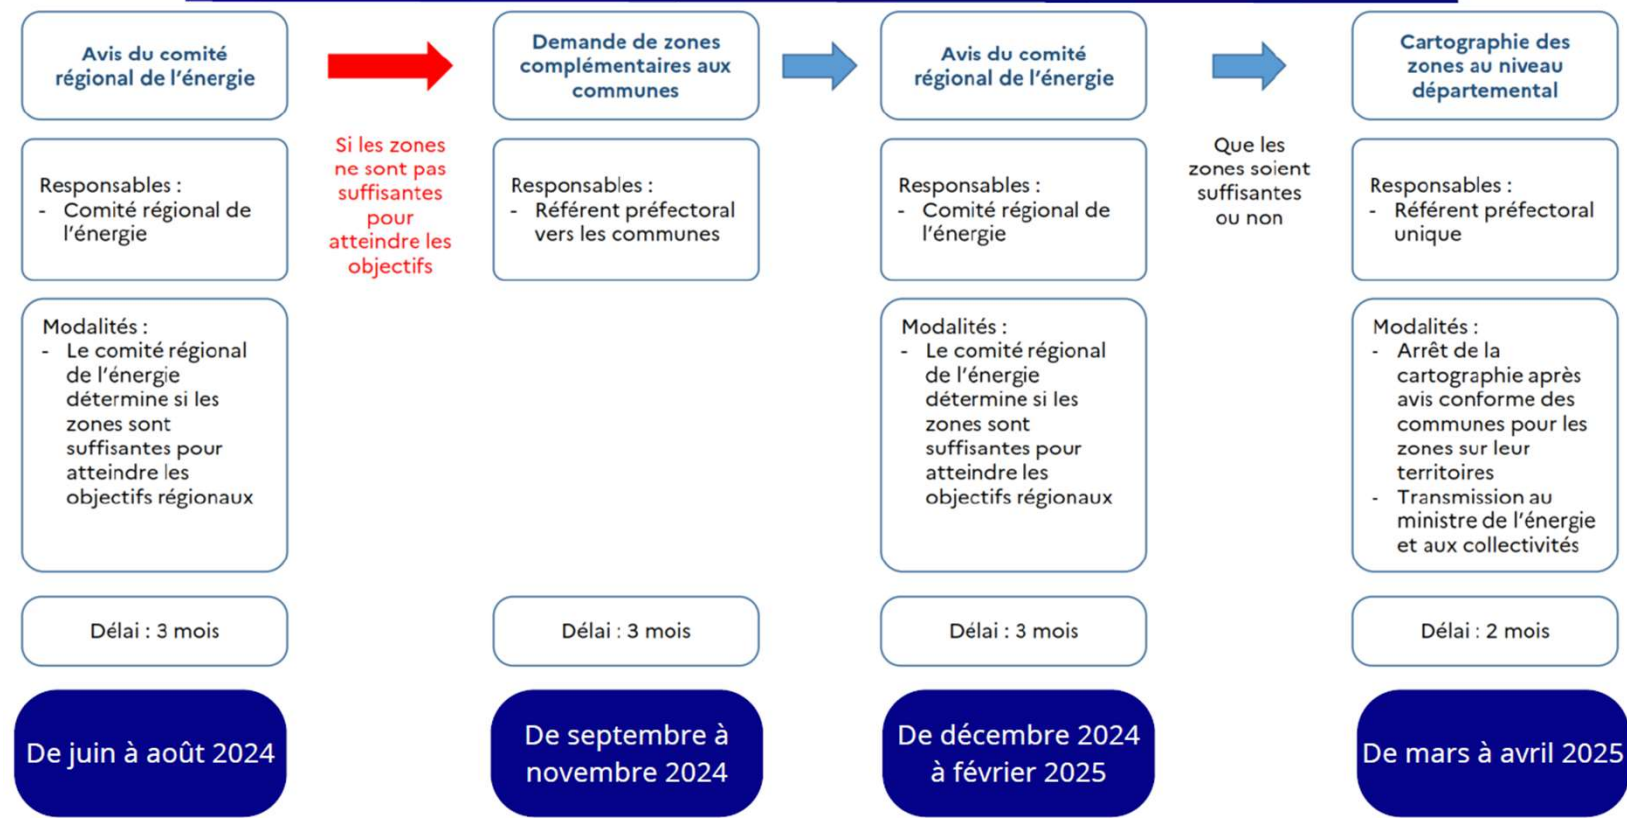 Avis du comité
régional de l'énergie
Responsables :
- Comité régional de
l'énergie
Modalités :
- Le comité régional
de l'énergie
détermine si les
zones sont
suffisantes pour
atteindre les
objectifs régionaux
Délai : 3 mois
De juin à août 2024
Si les zones
ne sont pas
suffisantes
pour
atteindre les
objectifs
Demande de zones
complémentaires aux
communes
Responsables :
- Référent préfectoral
vers les communes
Délai : 3 mois
De septembre à
novembre 2024
Avis du comité
régional de l'énergie
Responsables :
- Comité régional de
l'énergie
Modalités :
- Le comité régional
de l'énergie
détermine si les
zones sont
suffisantes pour
atteindre les
objectifs régionaux
Délai : 3 mois
De décembre 2024
à février 2025
Que les
zones soient
suffisantes
ou non
Cartographie des
zones au niveau
départemental
Responsables :
- Référent préfectoral
unique
Modalités :
- Arrêt de la
cartographie après
avis conforme des
communes pour les
zones sur leur
territoires
- Transmission au
ministre de l'énergie
et aux collectivités
Délai : 2 mois
De mars à avril 2025